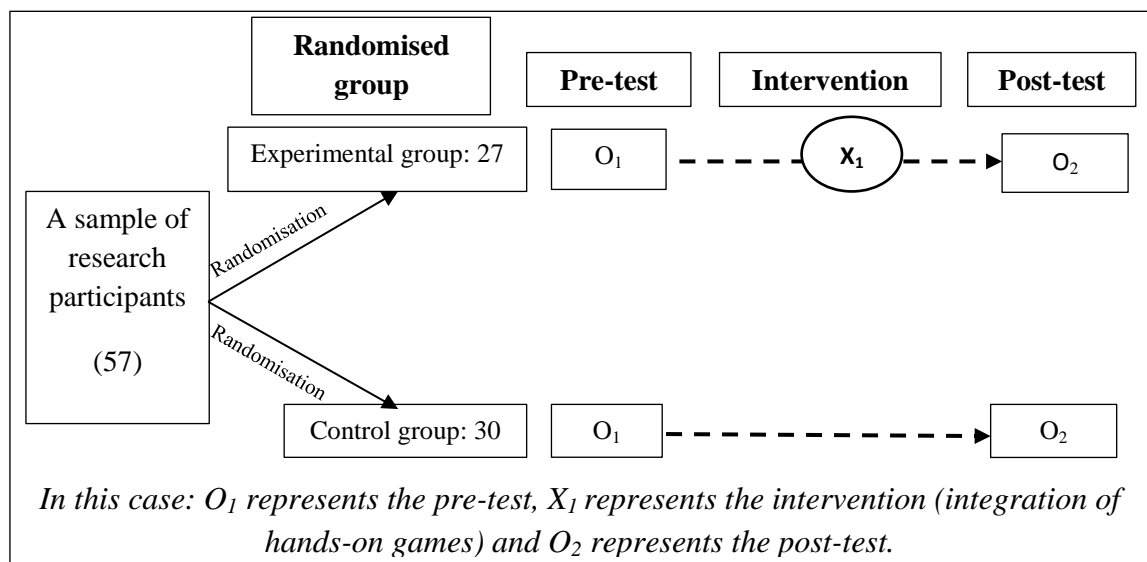 Randomised
group
Pre-test
Intervention
Post-test
Experimental group: 27
O₁
X₁
O₂
A sample of
research
participants
(57)
Randomisation
Randomisation
Control group: 30
O₁
O₂
In this case: O₁ represents the pre-test, X₁ represents the intervention (integration of
hands-on games) and O₂ represents the post-test.